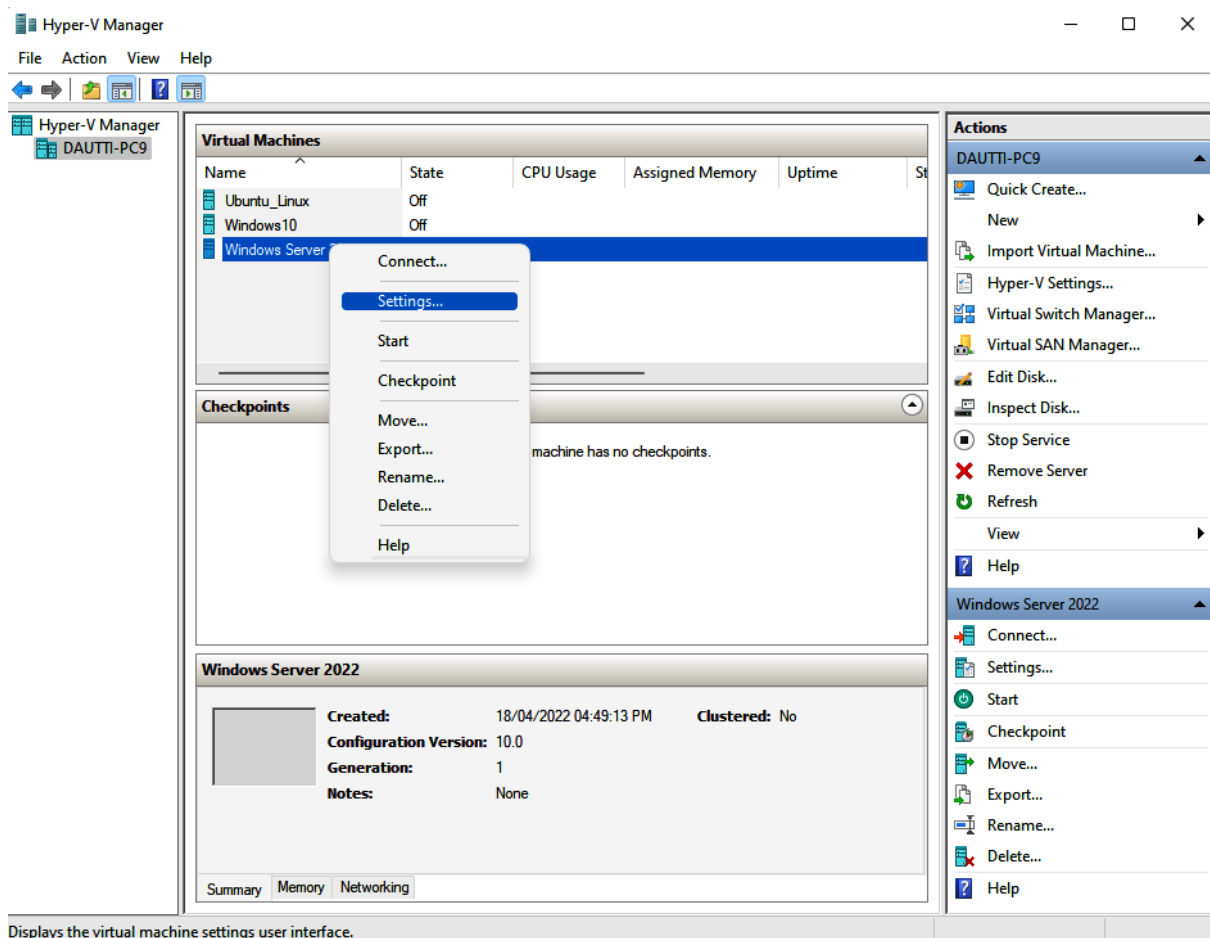 Hyper-V Manager
File Action View Help
Hyper-V Manager
DAUTTI-PC9
Virtual Machines
Name State CPU Usage Assigned Memory Uptime St
Ubuntu_Linux Off
Windows10 Off
Windows Server
Connect...
Settings...
Start
Checkpoint
Move...
Export...
Rename...
Delete...
Help
Checkpoints
machine has no checkpoints.
Windows Server 2022
Created: 18/04/2022 04:49:13 PM Clustered: No
Configuration Version: 10.0
Generation: 1
Notes: None
Summary Memory Networking
Actions
DAUTTI-PC9
Quick Create...
New
Import Virtual Machine...
Hyper-V Settings...
Virtual Switch Manager...
Virtual SAN Manager...
Edit Disk...
Inspect Disk...
Stop Service
Remove Server
Refresh
View
Help
Windows Server 2022
Connect...
Settings...
Start
Checkpoint
Move...
Export...
Rename...
Delete...
Help
Displays the virtual machine settings user interface.